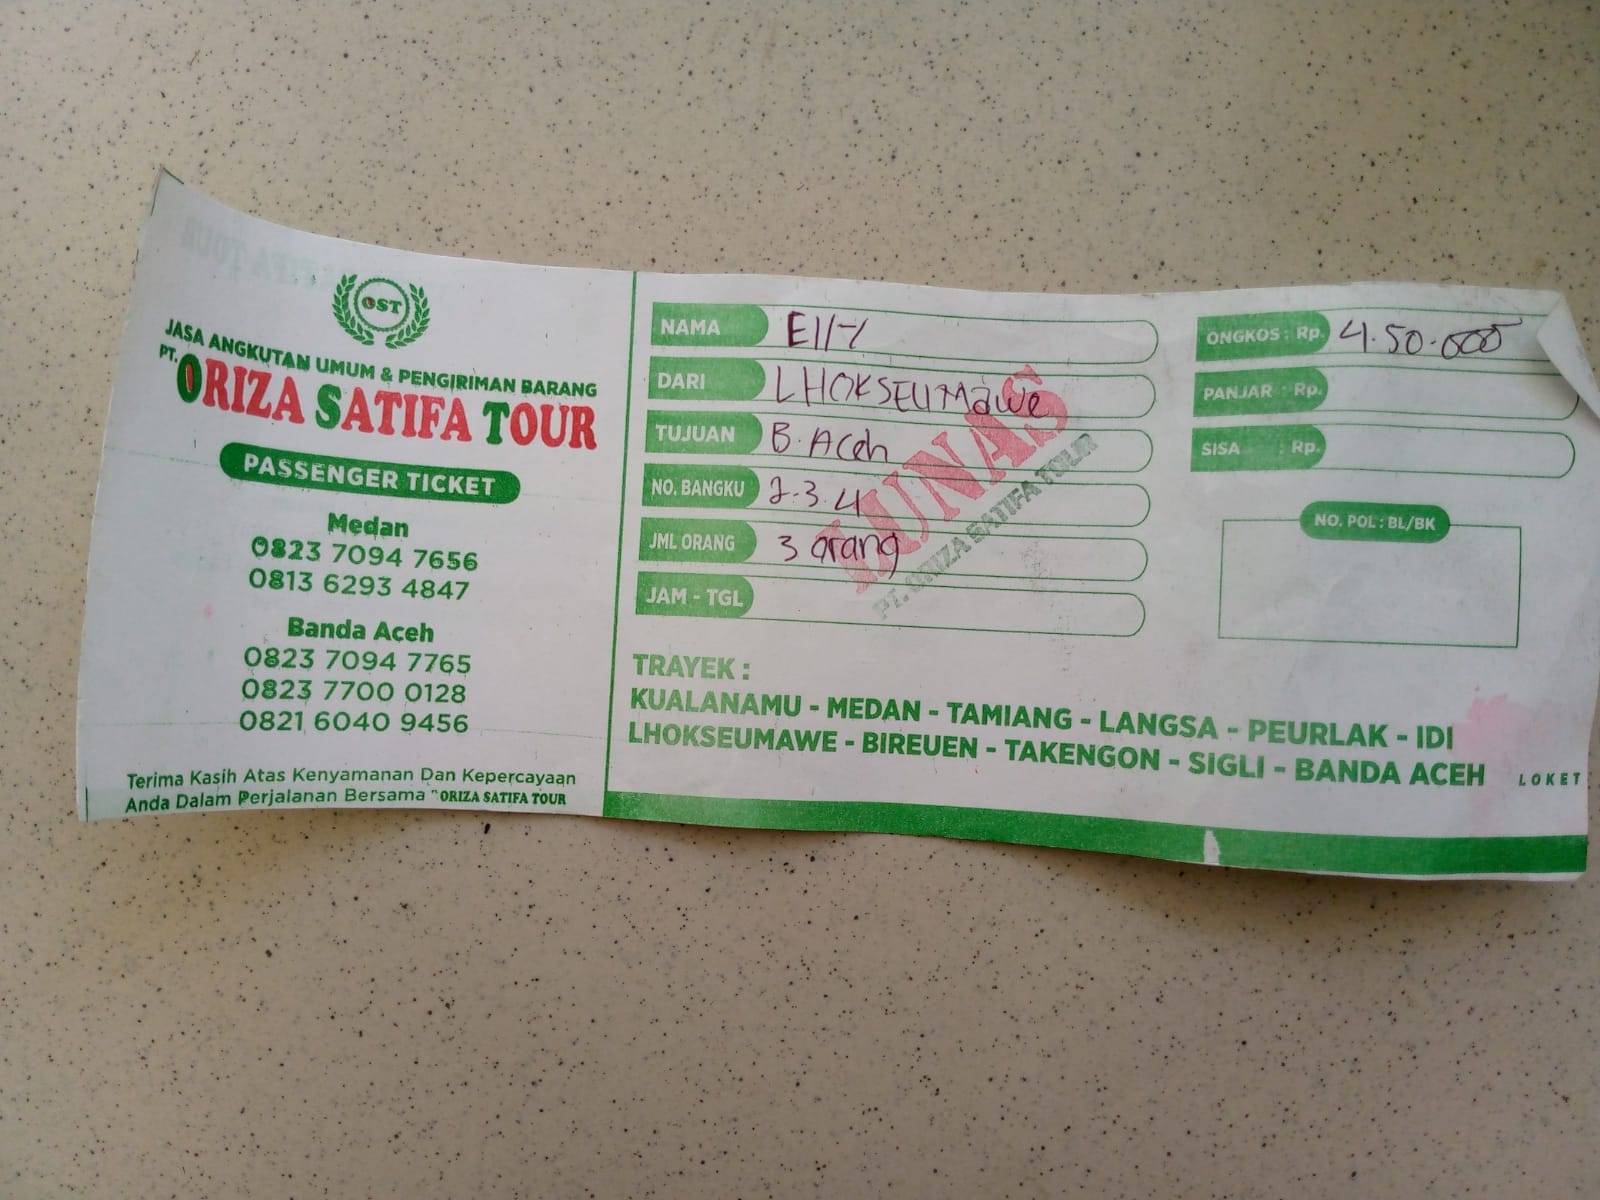 OST
JASA ANGKUTAN UMUM & PENGIRIMAN BARANG
PT. ORIZA SATIFA TOUR
PASSENGER TICKET
Medan
0823 7094 7656
0813 6293 4847
Banda Aceh
0823 7094 7765
0823 7700 0128
0821 6040 9456
Terima Kasih Atas Kenyamanan Dan Kepercayaan
Anda Dalam Perjalanan Bersama "ORIZA SATIFA TOUR
NAMA Elly
DARI LHOKSEUMawe
TUJUAN B. Aceh
NO. BANGKU 2.3.4
JML ORANG 3 orang
JAM - TGL
LUNAS
PT. ORIZA SATIFA TOUR
TRAYEK :
KUALANAMU - MEDAN - TAMIANG - LANGSA - PEURLAK - IDI
LHOKSEUMAWE - BIREUEN - TAKENGON - SIGLI - BANDA ACEH
ONGKOS : Rp. 4.50.000
PANJAR : Rp.
SISA : Rp.
NO. POL : BL/BK
LOKET